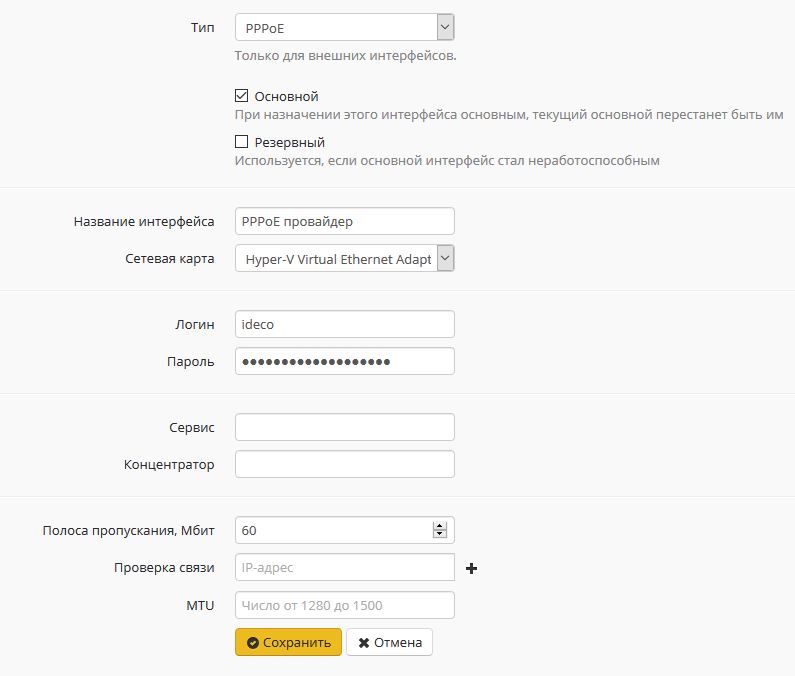 Тип PPPoE
Только для внешних интерфейсов.
Основной
При назначении этого интерфейса основным, текущий основной перестанет быть им
Резервный
Используется, если основной интерфейс стал неработоспособным
Название интерфейса PPPoE провайдер
Сетевая карта Hyper-V Virtual Ethernet Adapt
Логин ideco
Пароль ●●●●●●●●●●●●●●●●●●●
Сервис
Концентратор
Полоса пропускания, Мбит 60
Проверка связи IP-адрес
MTU Число от 1280 до 1500
Сохранить Отмена